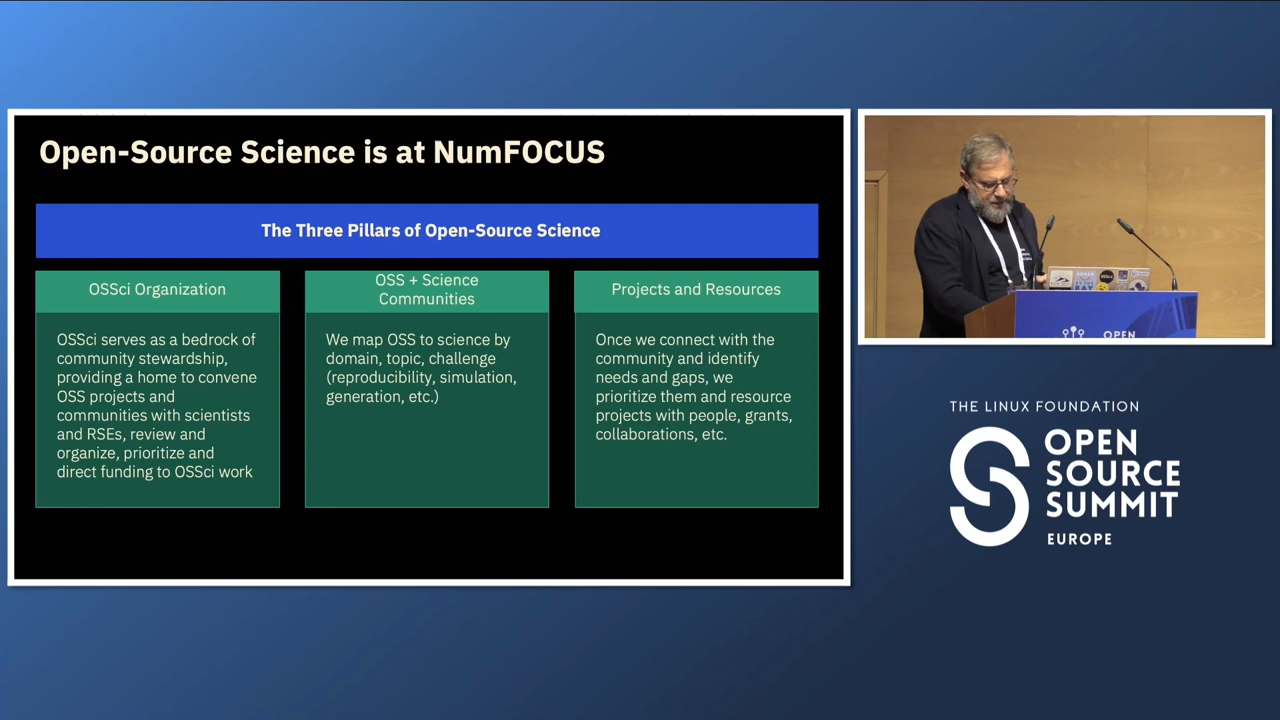 Open-Source Science is at NumFOCUS
The Three Pillars of Open-Source Science
OSSci Organization
OSSci serves as a bedrock of
community stewardship,
providing a home to convene
OSS projects and
communities with scientists
and RSEs, review and
organize, prioritize and
direct funding to OSSci work
OSS + Science
Communities
We map OSS to science by
domain, topic, challenge
(reproducibility, simulation,
generation, etc.)
Projects and Resources
Once we connect with the
community and identify
needs and gaps, we
prioritize them and resource
projects with people, grants,
collaborations, etc.
OPEN
THE LINUX FOUNDATION
OPEN
SOURCE
SUMMIT
EUROPE